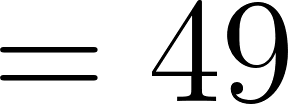 = 49